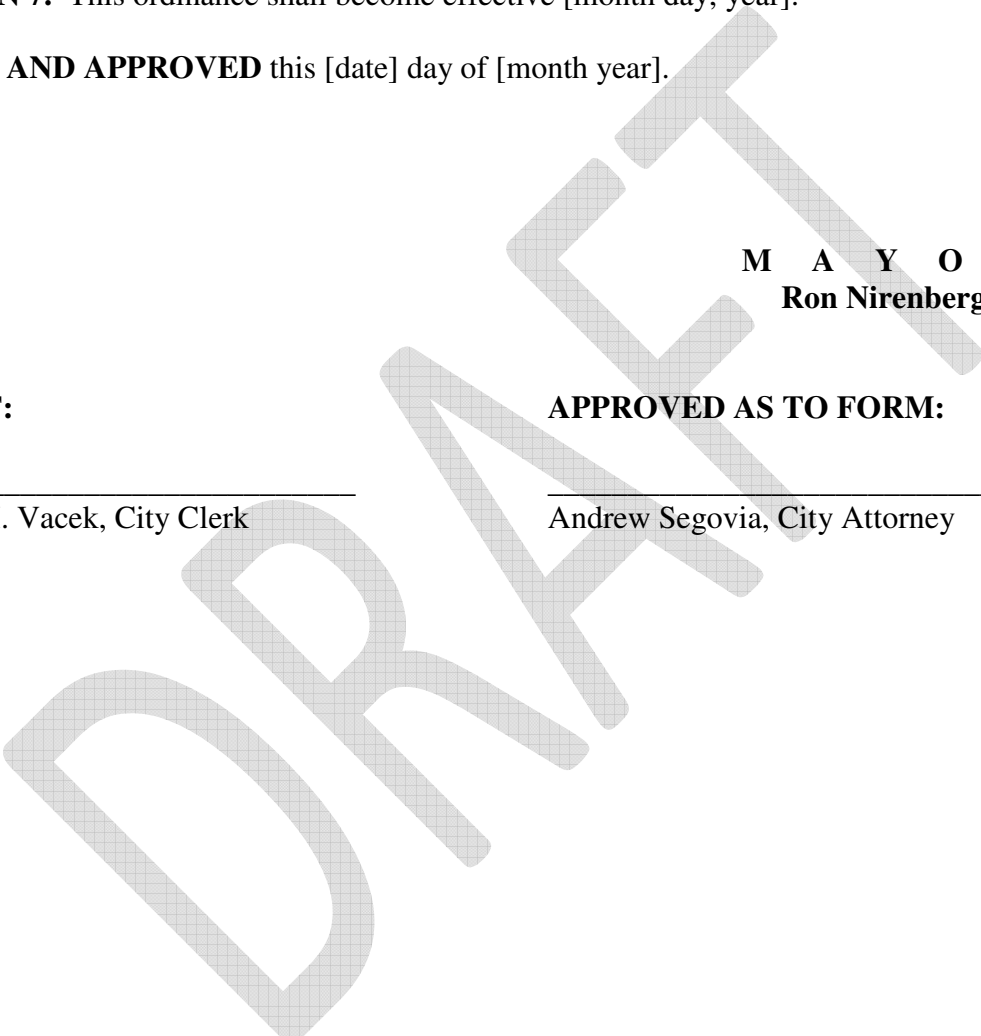 N 7. This ordinance shall become effective [month day, year].
AND APPROVED this [date] day of [month year].
M A Y O
Ron Nirenberg
:
APPROVED AS TO FORM:
. Vacek, City Clerk
Andrew Segovia, City Attorney
DRAFT